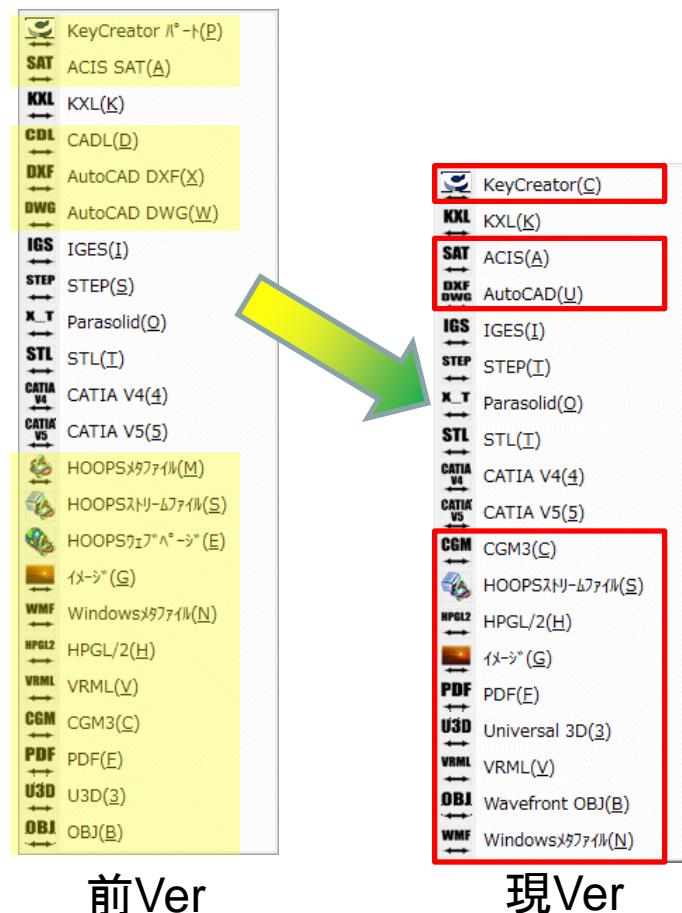 KeyCreator ﾊﾟｰﾄ(P)
SAT ACIS SAT(A)
KXL KXL(K)
CDL CADL(D)
DXF AutoCAD DXF(X)
DWG AutoCAD DWG(W)
IGS IGES(I)
STEP STEP(S)
X_T Parasolid(O)
STL STL(T)
CATIA V4 CATIA V4(4)
CATIA V5 CATIA V5(5)
HOOPSﾒﾀﾌｧｲﾙ(M)
HOOPSｽﾄﾘｰﾑﾌｧｲﾙ(S)
HOOPSｳｪﾌﾞﾍﾟｰｼﾞ(E)
ｲﾒｰｼﾞ(G)
WMF Windowsﾒﾀﾌｧｲﾙ(N)
HPGL2 HPGL/2(H)
VRML VRML(V)
CGM CGM3(C)
PDF PDF(F)
U3D U3D(3)
OBJ OBJ(B)
前Ver
KeyCreator(C)
KXL KXL(K)
SAT ACIS(A)
DXF DWG AutoCAD(U)
IGS IGES(I)
STEP STEP(T)
X_T Parasolid(O)
STL STL(T)
CATIA V4 CATIA V4(4)
CATIA V5 CATIA V5(5)
CGM CGM3(C)
HOOPSｽﾄﾘｰﾑﾌｧｲﾙ(S)
HPGL2 HPGL/2(H)
ｲﾒｰｼﾞ(G)
PDF PDF(F)
U3D Universal 3D(3)
VRML VRML(V)
OBJ Wavefront OBJ(B)
WMF Windowsﾒﾀﾌｧｲﾙ(N)
現Ver